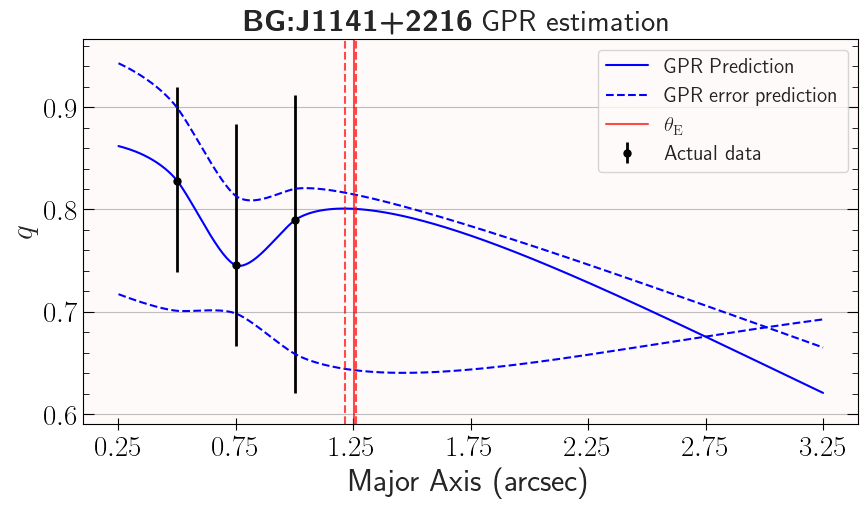 BG:J1141+2216 GPR estimation
GPR Prediction
GPR error prediction
θE
Actual data
0.9
0.8
0.7
0.6
q
0.25 0.75 1.25 1.75 2.25 2.75 3.25
Major Axis (arcsec)